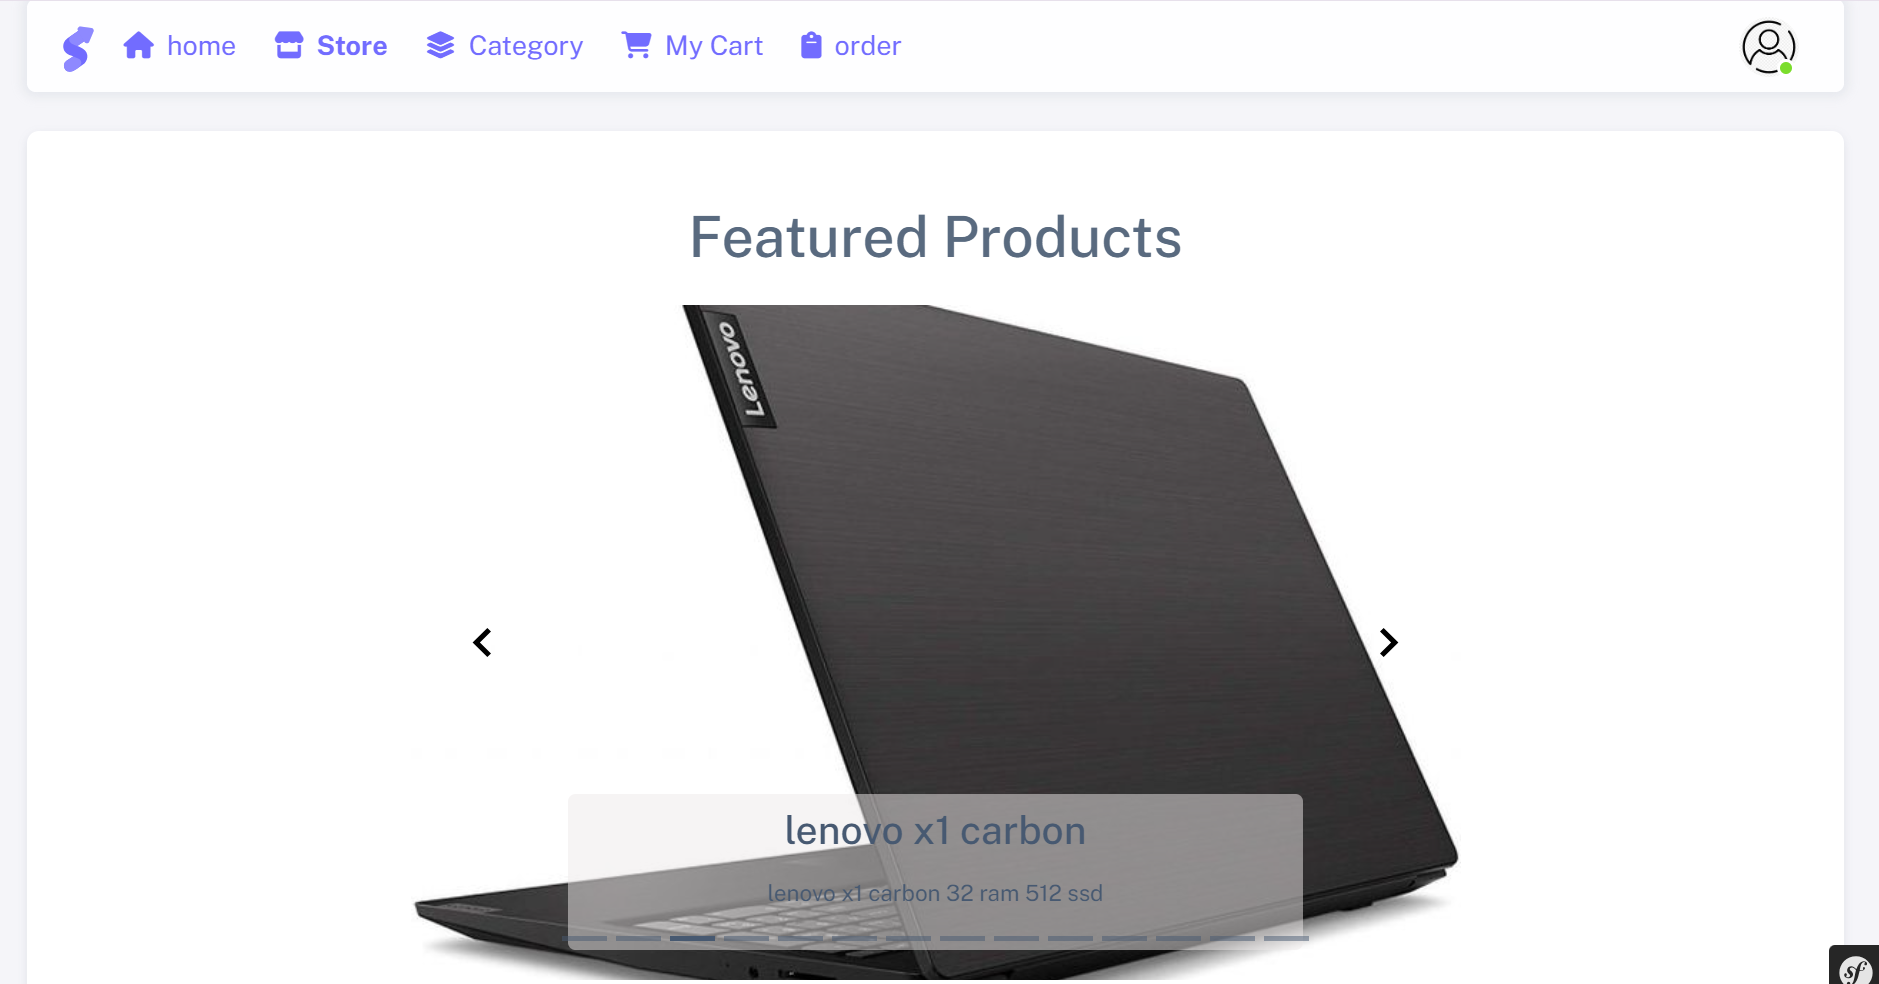 home Store Category My Cart order
Featured Products
Lenovo
lenovo x1 carbon
lenovo x1 carbon 32 ram 512 ssd
sf